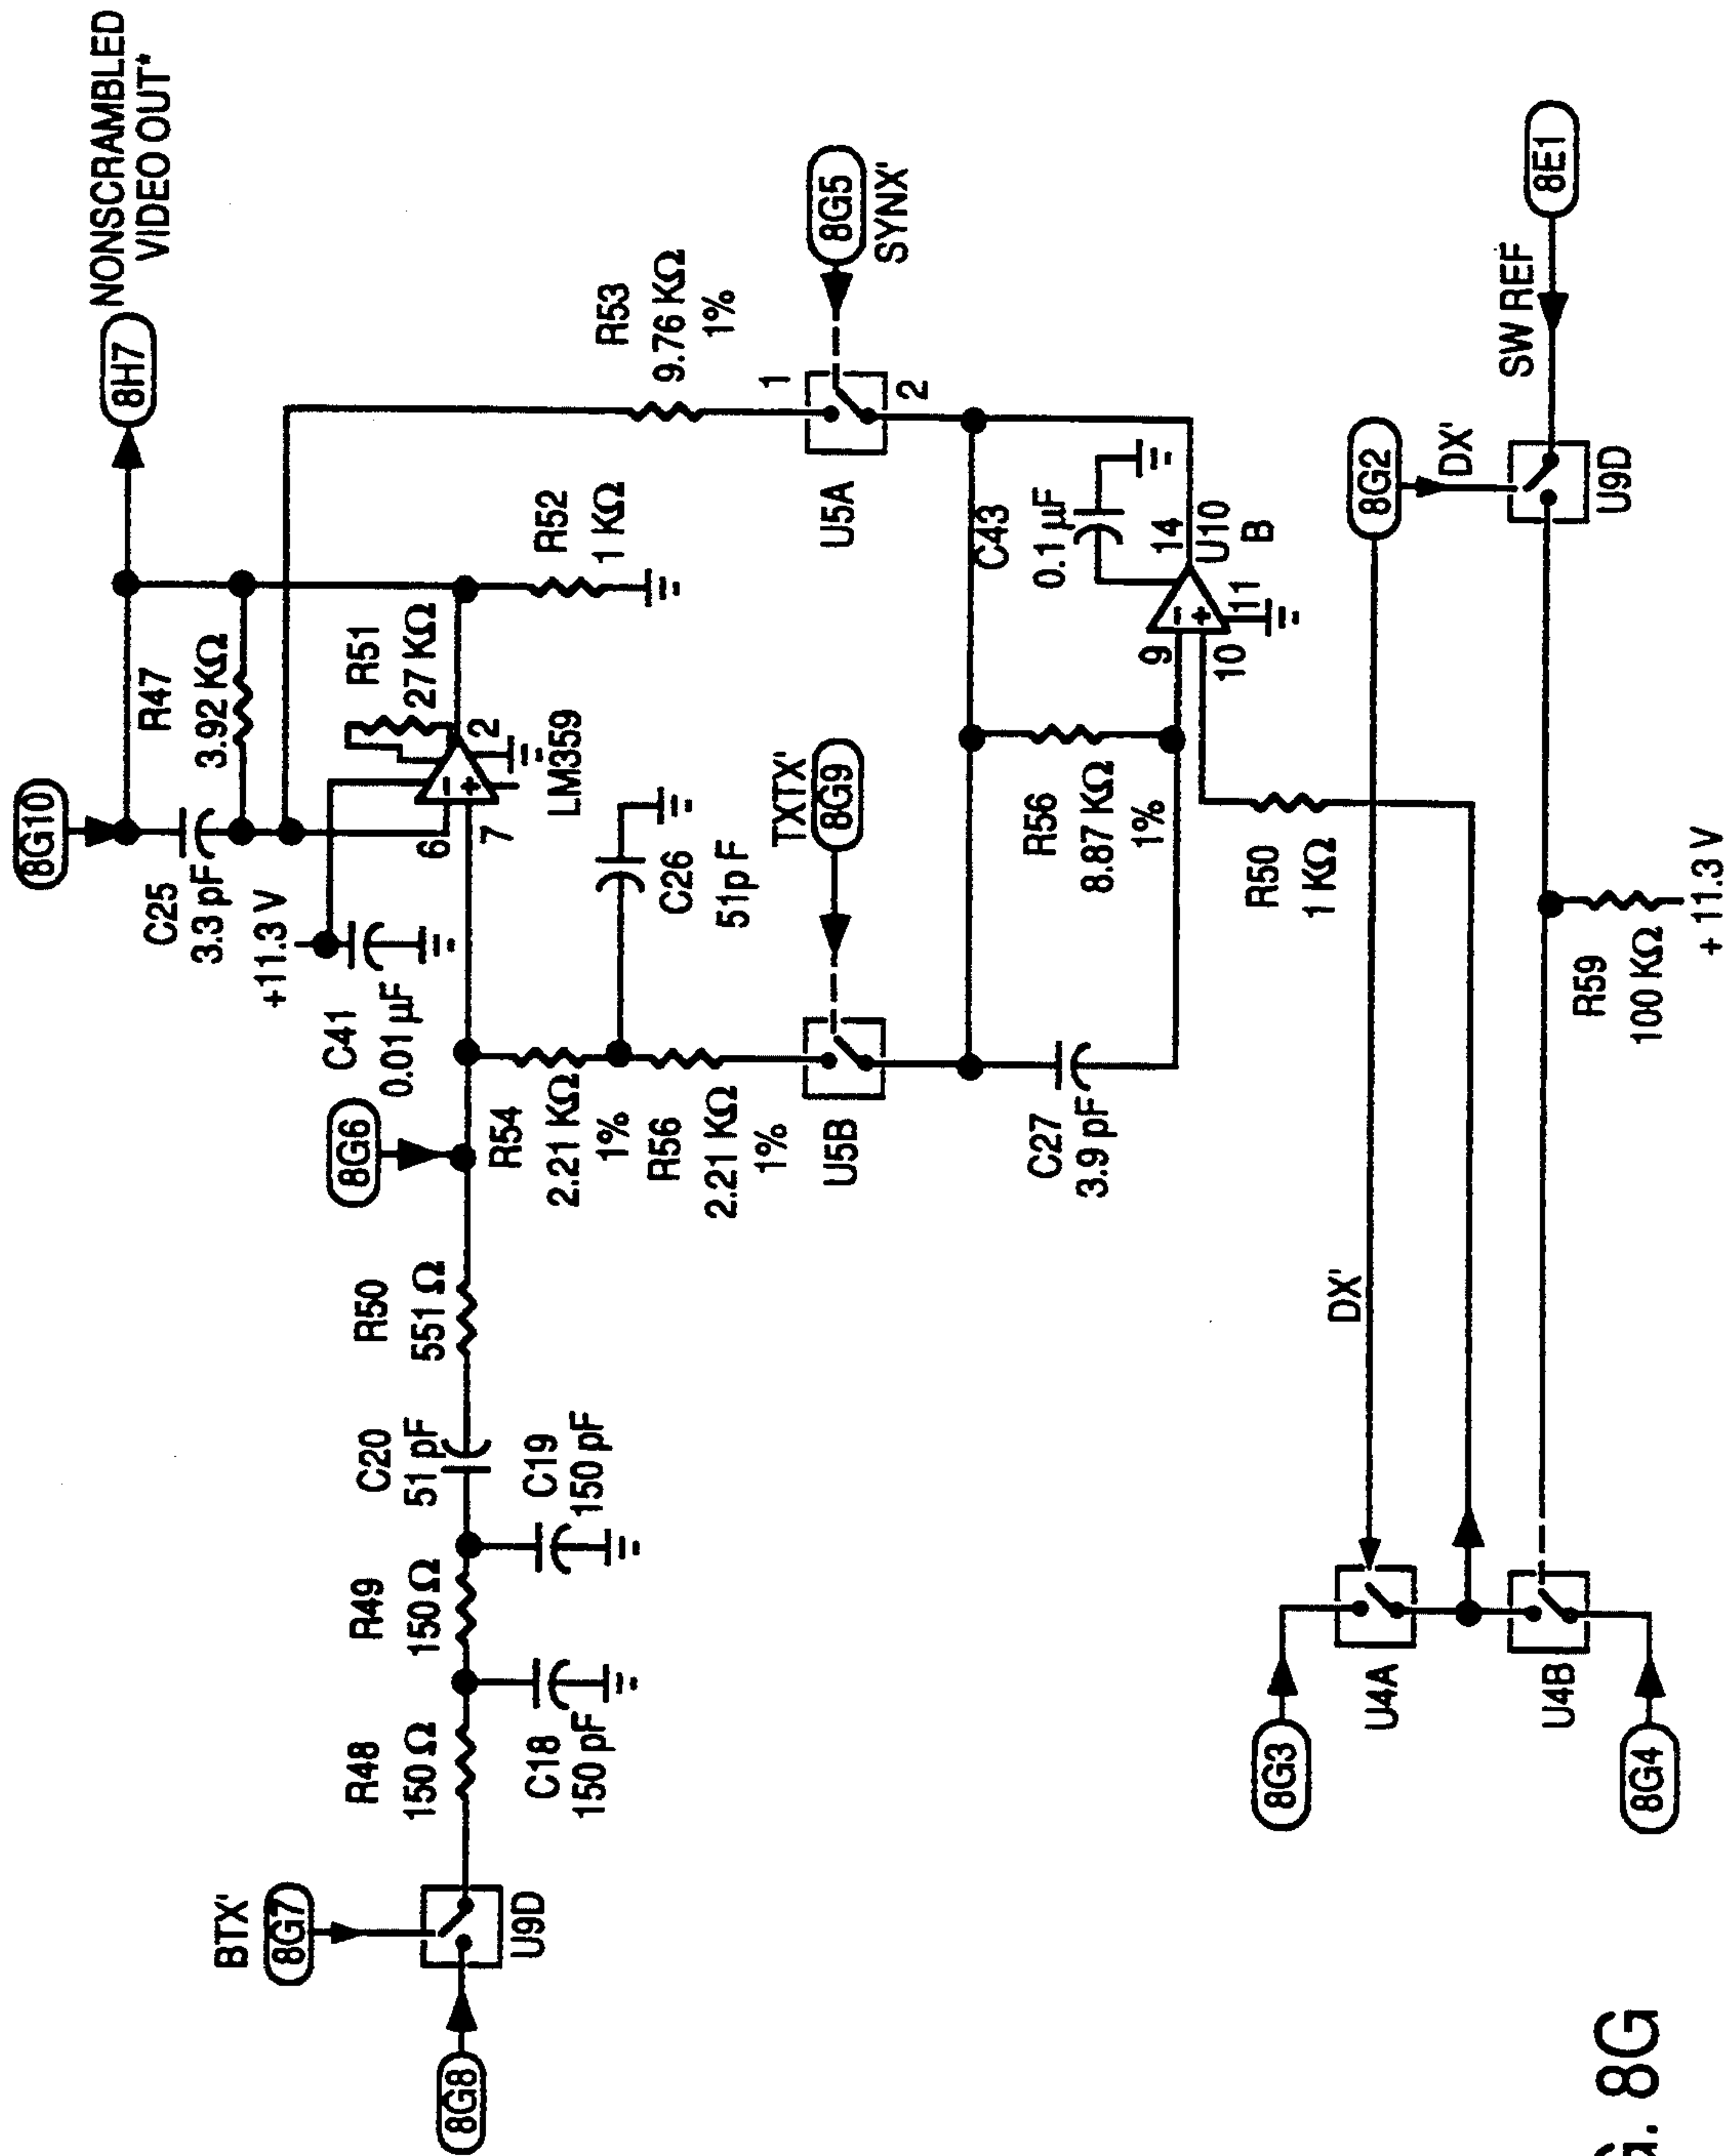 NONSCRAMBLED
VIDEO OUT*
8G10
8H7
C25
3.3 pF
R47
3.92 KΩ
+11.3 V
C41
0.01 µF
R51
27 KΩ
6
7
2
LM359
R52
1 KΩ
R53
9.76 KΩ
1%
1
2
U5A
8G5
SYNX'
BTX'
8G7
8G8
U9D
R48
150 Ω
C18
150 pF
R49
150 Ω
C19
150 pF
C20
51 pF
R50
551 Ω
8G6
R54
2.21 KΩ
1%
R56
2.21 KΩ
1%
C26
51p F
TXTX'
8G9
U5B
C27
3.9 pF
R56
8.87 KΩ
1%
C43
0.1 µF
9
10
14
11
U10
B
R50
1 KΩ
8G2
DX'
DX'
8G3
U4A
U4B
8G4
R59
100 KΩ
+ 11.3 V
U9D
SW REF
8E1
G. 8G